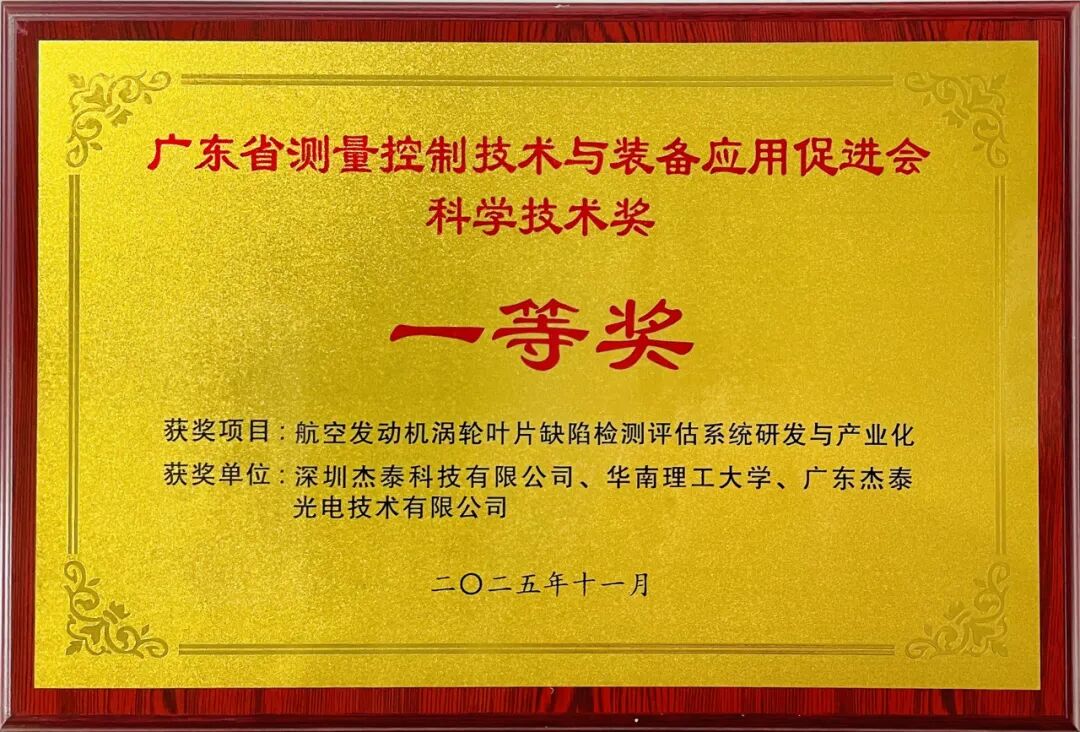 广东省测量控制技术与装备应用促进会
科学技术奖
一等奖
获奖项目:航空发动机涡轮叶片缺陷检测评估系统研发与产业化
获奖单位:深圳杰泰科技有限公司、华南理工大学、广东杰泰
光电技术有限公司
二〇二五年十一月